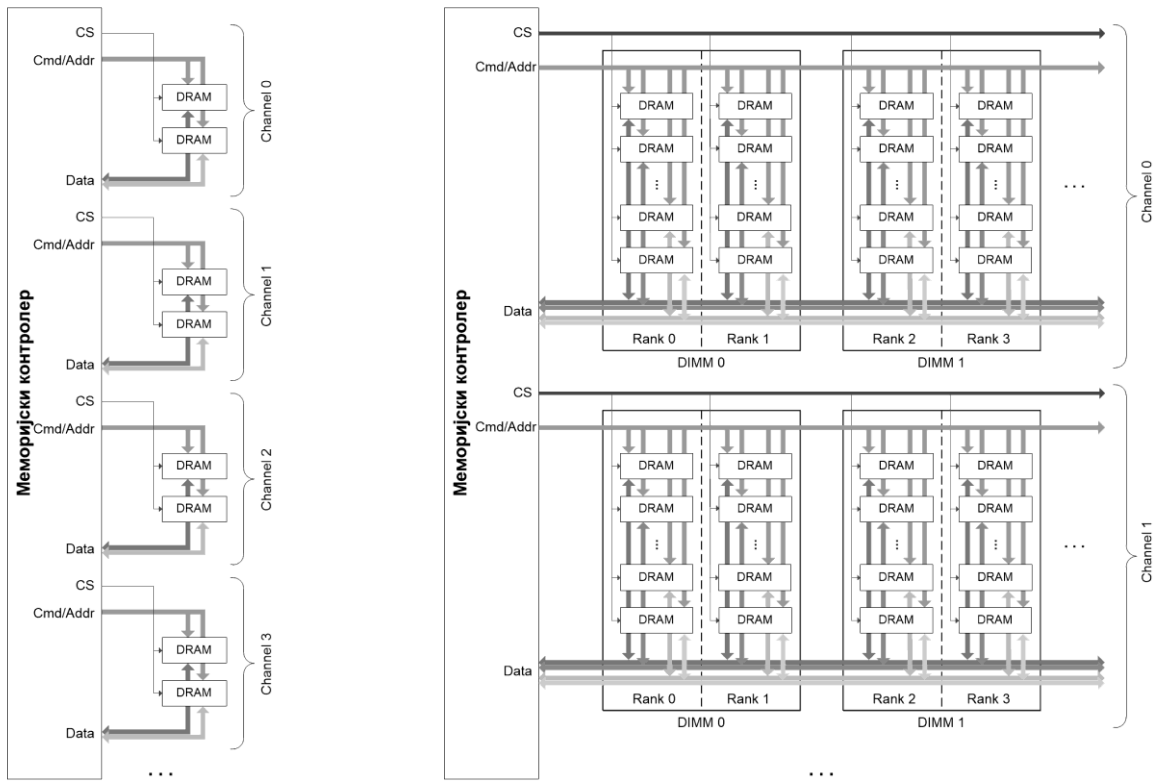 Меморијски контролер
CS
Cmd/Addr
DRAM
DRAM
Data
Channel 0
CS
Cmd/Addr
DRAM
DRAM
Data
Channel 1
CS
Cmd/Addr
DRAM
DRAM
Data
Channel 2
CS
Cmd/Addr
DRAM
DRAM
Data
Channel 3
...
Меморијски контролер
CS
Cmd/Addr
DRAM DRAM DRAM DRAM
DRAM DRAM DRAM DRAM
... ... ... ... ...
DRAM DRAM DRAM DRAM
DRAM DRAM DRAM DRAM
Data
Rank 0 Rank 1 Rank 2 Rank 3
DIMM 0 DIMM 1
Channel 0
CS
Cmd/Addr
DRAM DRAM DRAM DRAM
DRAM DRAM DRAM DRAM
... ... ... ... ...
DRAM DRAM DRAM DRAM
DRAM DRAM DRAM DRAM
Data
Rank 0 Rank 1 Rank 2 Rank 3
DIMM 0 DIMM 1
Channel 1
...